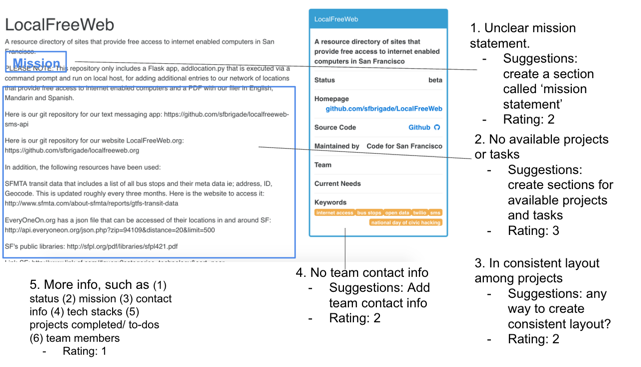 LocalFreeWeb
A resource directory of sites that provide free access to internet enabled computers in San
Francisco.
Mission
PLEASE NOTE: This repository only includes a Flask app, addlocation.py that is executed via a
command prompt and run on local host, for adding additional entries to our network of locations
that provide free access to internet enabled computers and a PDF with our flier in English,
Mandarin and Spanish.
Here is our git repository for our text messaging app: https://github.com/sfbrigade/localfreeweb-
sms-api
Here is our git repository for our website LocalFreeWeb.org:
https://github.com/sfbrigade/localfreeweb.org
In addition, the following resources have been used:
SFMTA transit data that includes a list of all bus stops and their meta data ie; address, ID,
Geocode. This is updated roughly every three months. Here is the website to access it:
http://www.sfmta.com/about-sfmta/reports/gtfs-transit-data
EveryOneOn.org has a json file that can be accessed of their locations in and around SF:
http://api.everyoneon.org/json.php?zip=94109&distance=20&limit=500
SF's public libraries: http://sfpl.org/pdf/libraries/sfpl421.pdf
LocalFreeWeb
A resource directory of sites that
provide free access to internet enabled
computers in San Francisco
Status beta
Homepage
github.com/sfbrigade/LocalFreeWeb
Source Code Github
Maintained by Code for San Francisco
Team
Current Needs
Keywords
internet access bus stops open data twilio sms
national day of civic hacking
1. Unclear mission
statement.
- Suggestions:
create a section
called ‘mission
statement’
- Rating: 2
2. No available projects
or tasks
- Suggestions:
create sections for
available projects
and tasks
- Rating: 3
3. In consistent layout
among projects
- Suggestions: any
way to create
consistent layout?
- Rating: 2
4. No team contact info
- Suggestions: Add
team contact info
- Rating: 2
5. More info, such as (1)
status (2) mission (3) contact
info (4) tech stacks (5)
projects completed/ to-dos
(6) team members
- Rating: 1